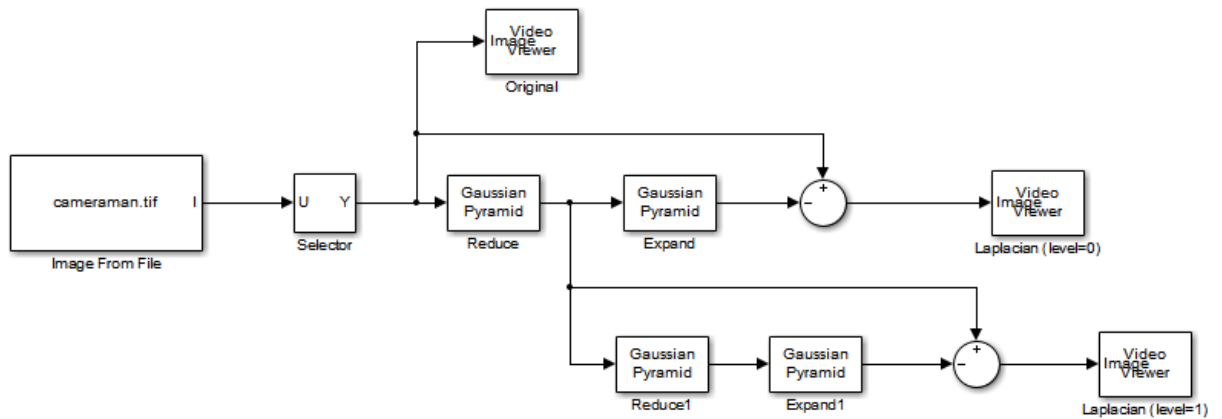 Video
Image
Viewer
Original
cameraman.tif
I
Image From File
U
Y
Selector
Gaussian
Pyramid
Reduce
Gaussian
Pyramid
Expand
+
−
Video
Image
Viewer
Laplacian (level=0)
Gaussian
Pyramid
Reduce1
Gaussian
Pyramid
Expand1
+
−
Video
Image
Viewer
Laplacian (level=1)